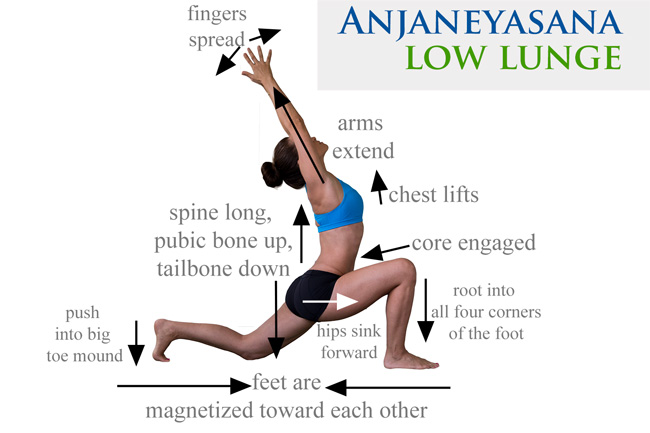 ANJANEYASANA
LOW LUNGE
fingers
spread
arms
extend
chest lifts
spine long,
pubic bone up,
tailbone down
core engaged
push
into big
toe mound
hips sink
forward
root into
all four corners
of the foot
feet are
magnetized toward each other